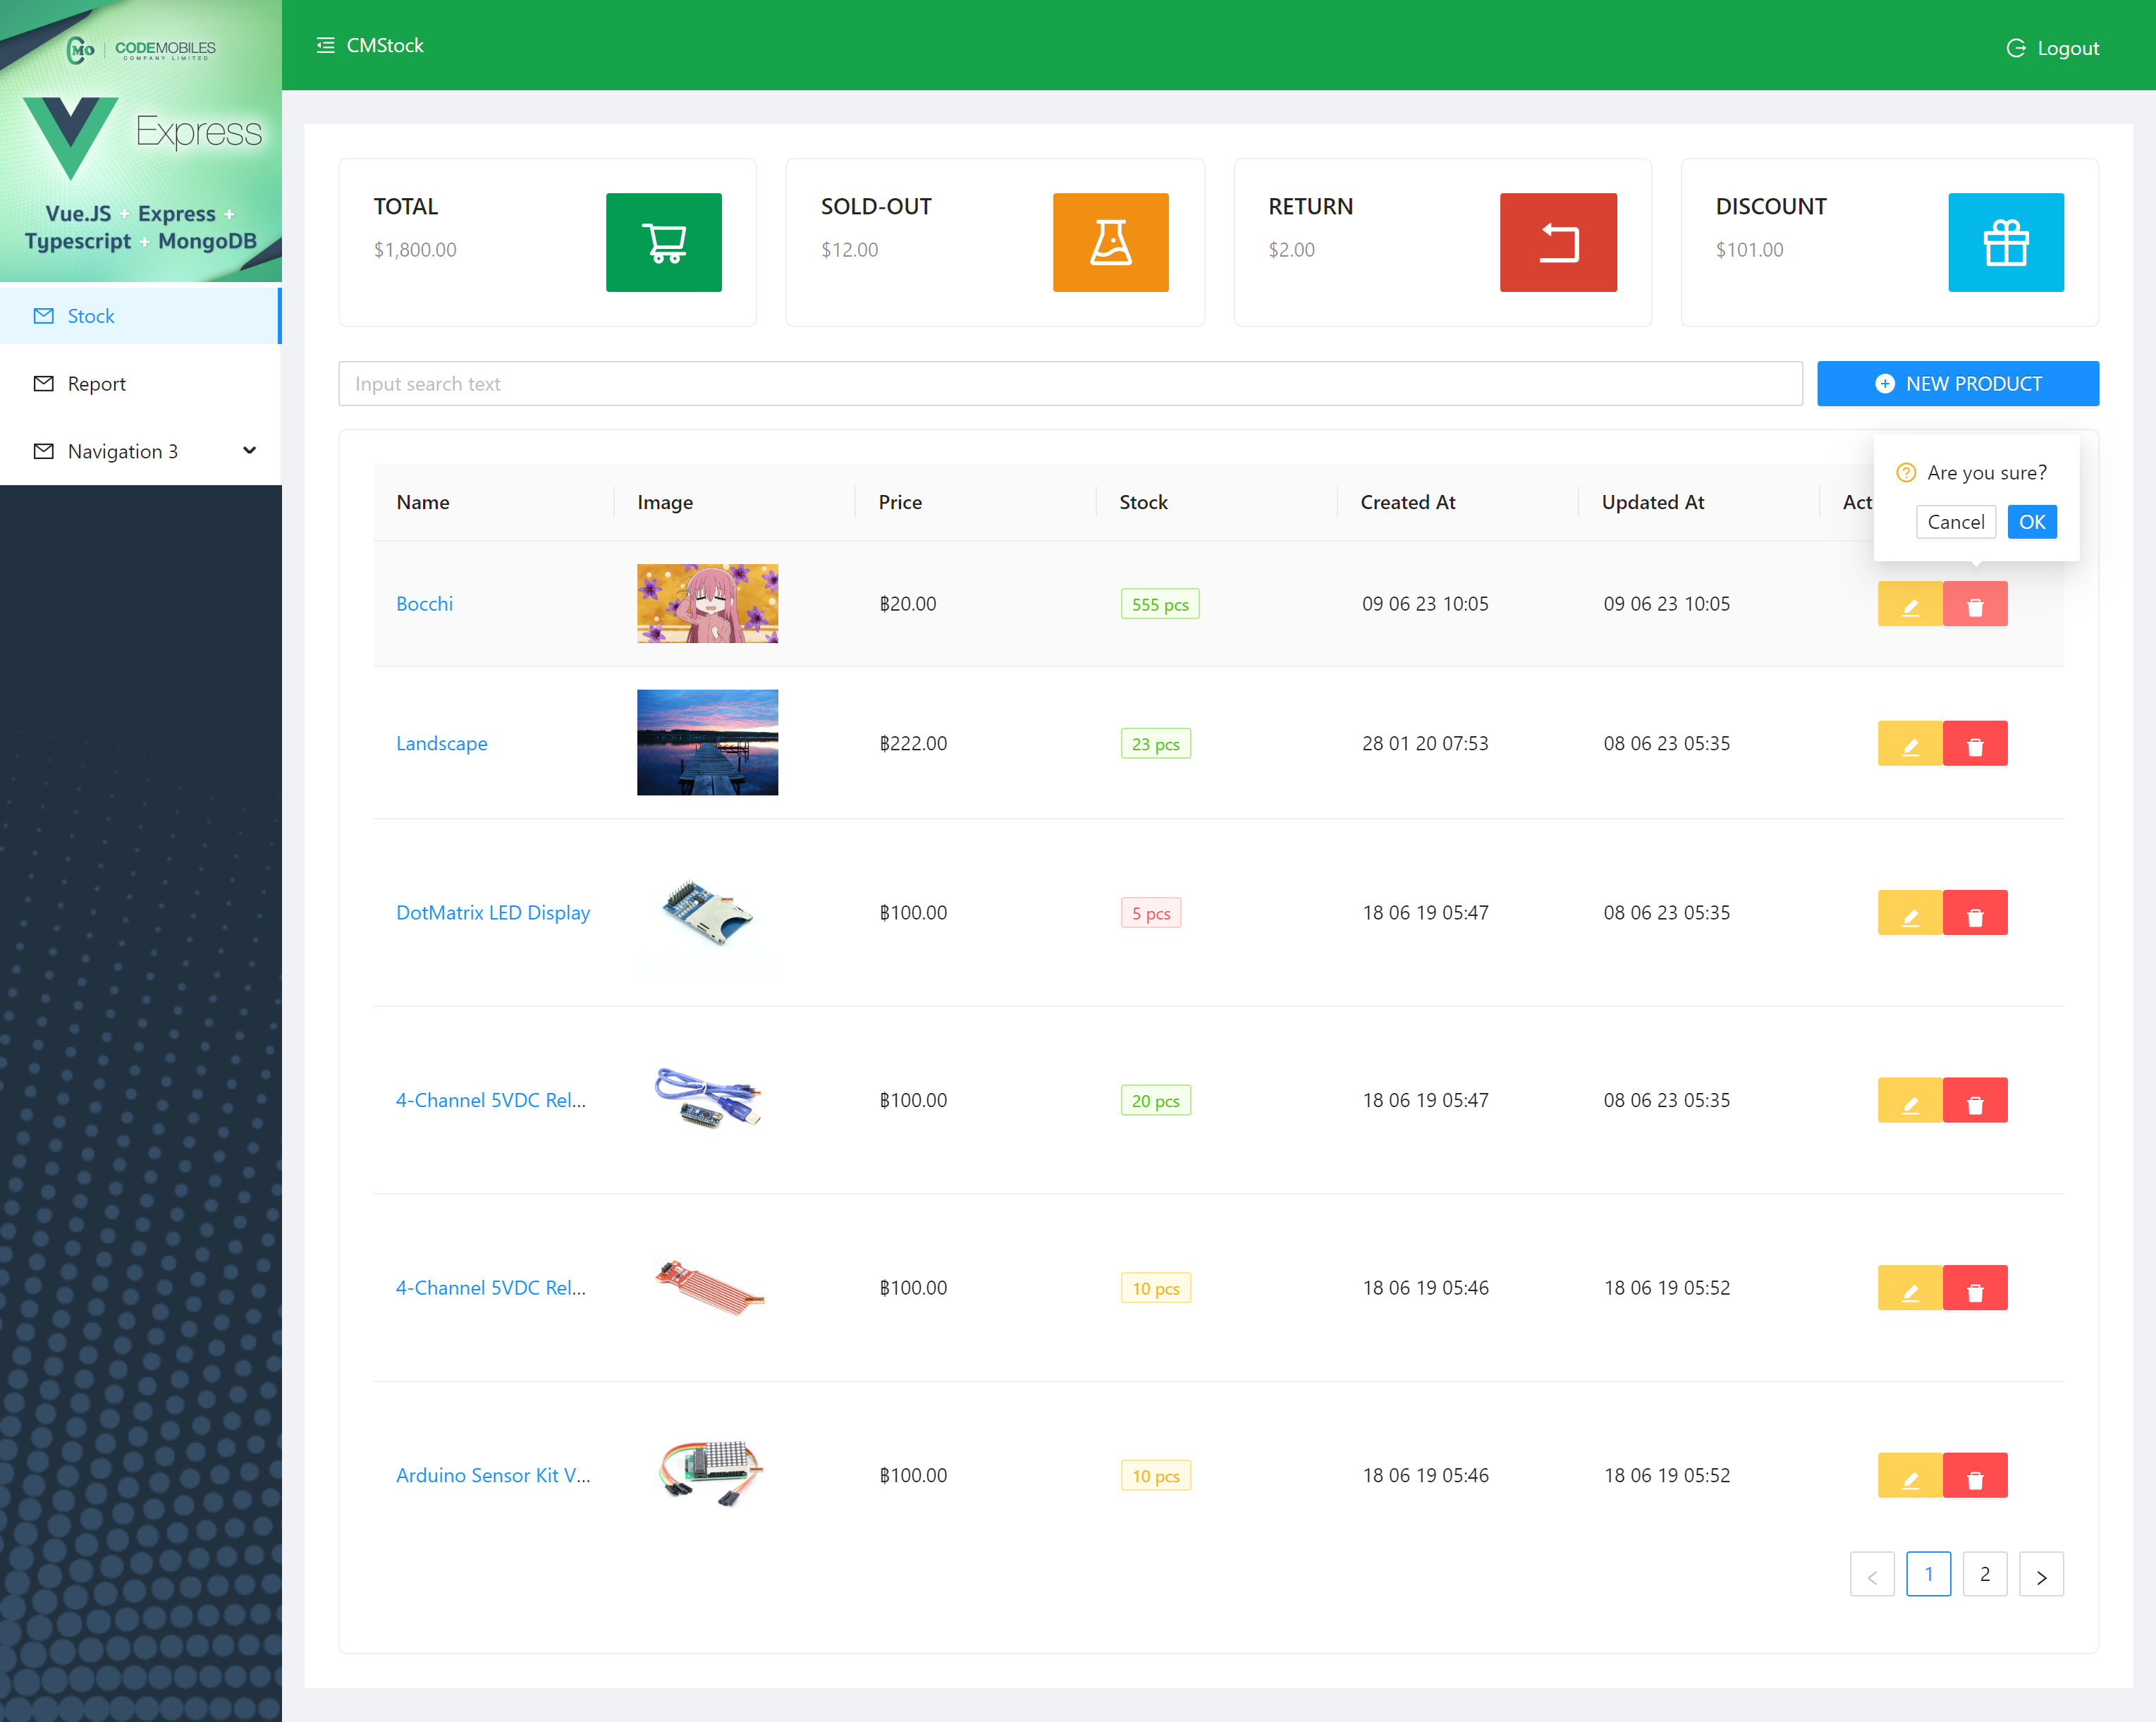 CMO CODEMOBILES
COMPANY LIMITED
Express
Vue.JS + Express +
Typescript + MongoDB
Stock
Report
Navigation 3
CMStock
Logout
TOTAL
$1,800.00
SOLD-OUT
$12.00
RETURN
$2.00
DISCOUNT
$101.00
Input search text
NEW PRODUCT
Are you sure?
Cancel OK
Name Image Price Stock Created At Updated At Act
Bocchi ฿20.00 555 pcs 09 06 23 10:05 09 06 23 10:05
Landscape ฿222.00 23 pcs 28 01 20 07:53 08 06 23 05:35
DotMatrix LED Display ฿100.00 5 pcs 18 06 19 05:47 08 06 23 05:35
4-Channel 5VDC Rel... ฿100.00 20 pcs 18 06 19 05:47 08 06 23 05:35
4-Channel 5VDC Rel... ฿100.00 10 pcs 18 06 19 05:46 18 06 19 05:52
Arduino Sensor Kit V... ฿100.00 10 pcs 18 06 19 05:46 18 06 19 05:52
< 1 2 >